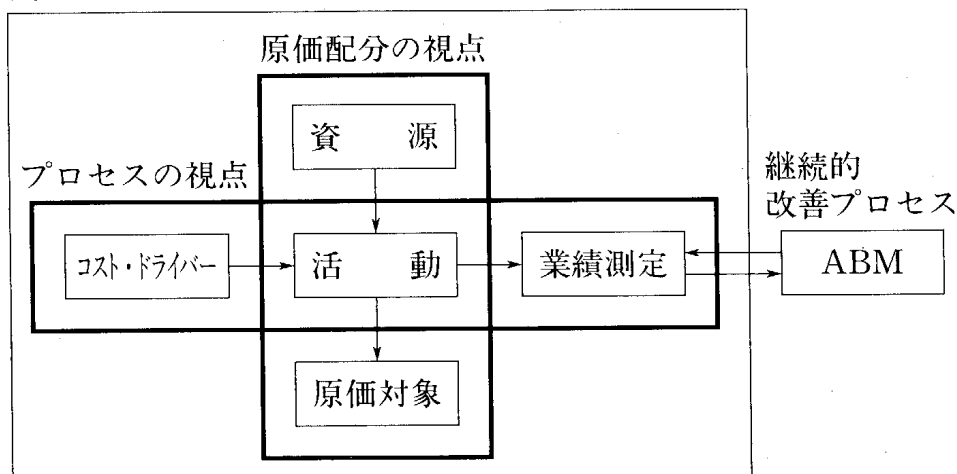 原価配分の視点
資 源
プロセスの視点
継続的
改善プロセス
コスト・ドライバー
活 動
業績測定
ABM
原価対象